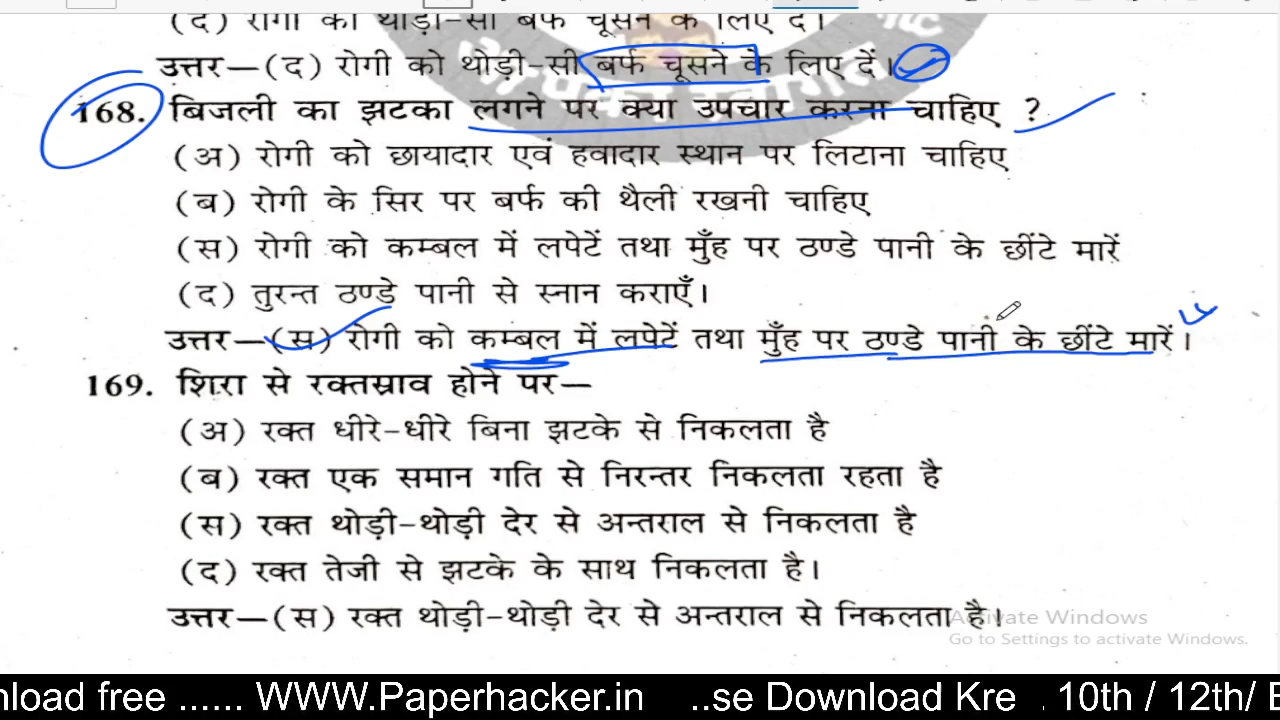 (द) रोगी को थोड़ी-सी बर्फ चूसने के लिए दें।
उत्तर—(द) रोगी को थोड़ी-सी बर्फ चूसने के लिए दें।
168. बिजली का झटका लगने पर क्या उपचार करना चाहिए ?
(अ) रोगी को छायादार एवं हवादार स्थान पर लिटाना चाहिए
(ब) रोगी के सिर पर बर्फ की थैली रखनी चाहिए
(स) रोगी को कम्बल में लपेटें तथा मुँह पर ठण्डे पानी के छींटे मारें
(द) तुरन्त ठण्डे पानी से स्नान कराएँ।
उत्तर—(स) रोगी को कम्बल में लपेटें तथा मुँह पर ठण्डे पानी के छींटे मारें।
169. शिरा से रक्तस्राव होने पर—
(अ) रक्त धीरे-धीरे बिना झटके से निकलता है
(ब) रक्त एक समान गति से निरन्तर निकलता रहता है
(स) रक्त थोड़ी-थोड़ी देर से अन्तराल से निकलता है
(द) रक्त तेजी से झटके के साथ निकलता है।
उत्तर—(स) रक्त थोड़ी-थोड़ी देर से अन्तराल से निकलता है।
Activate Windows
Go to Settings to activate Windows.
nload free ...... WWW.Paperhacker.in ..se Download Kre . 10th / 12th/ E